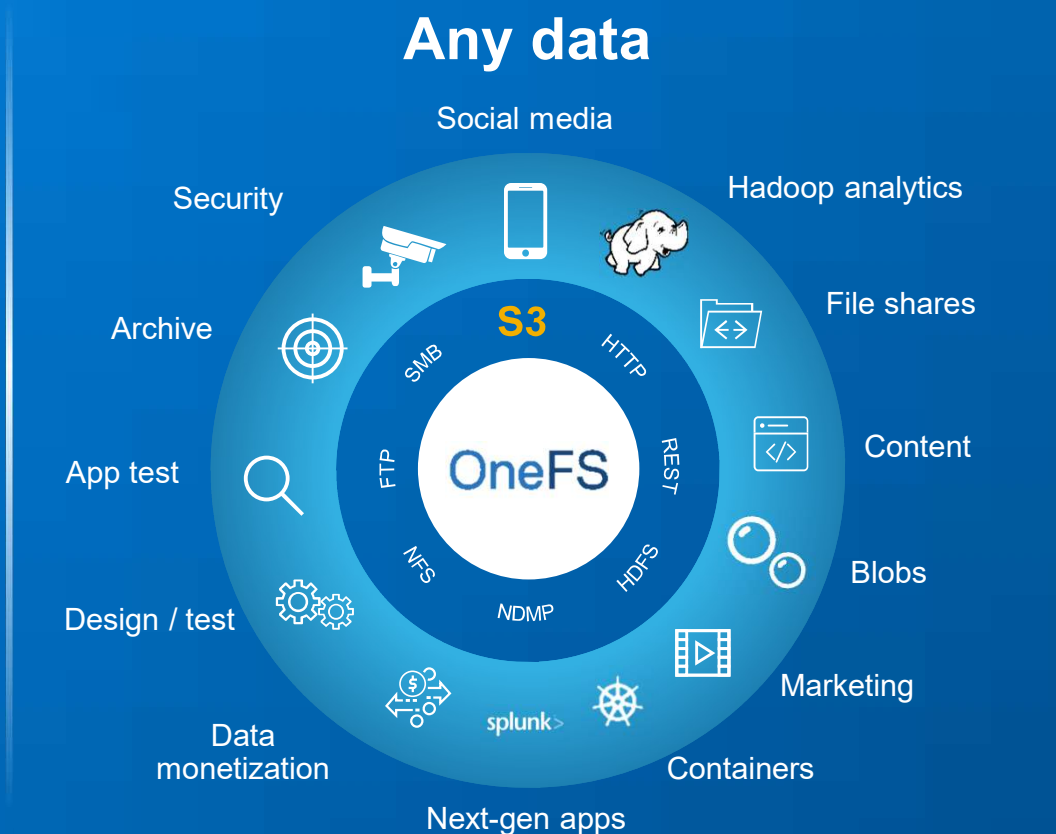 Any data
Social media
Security
Hadoop analytics
File shares
Archive
S3
SMB
HTTP
Content
App test
FTP
OneFS
REST
NFS
HDFS
Blobs
NDMP
Design / test
$
Marketing
splunk>
Data
monetization
Containers
Next-gen apps